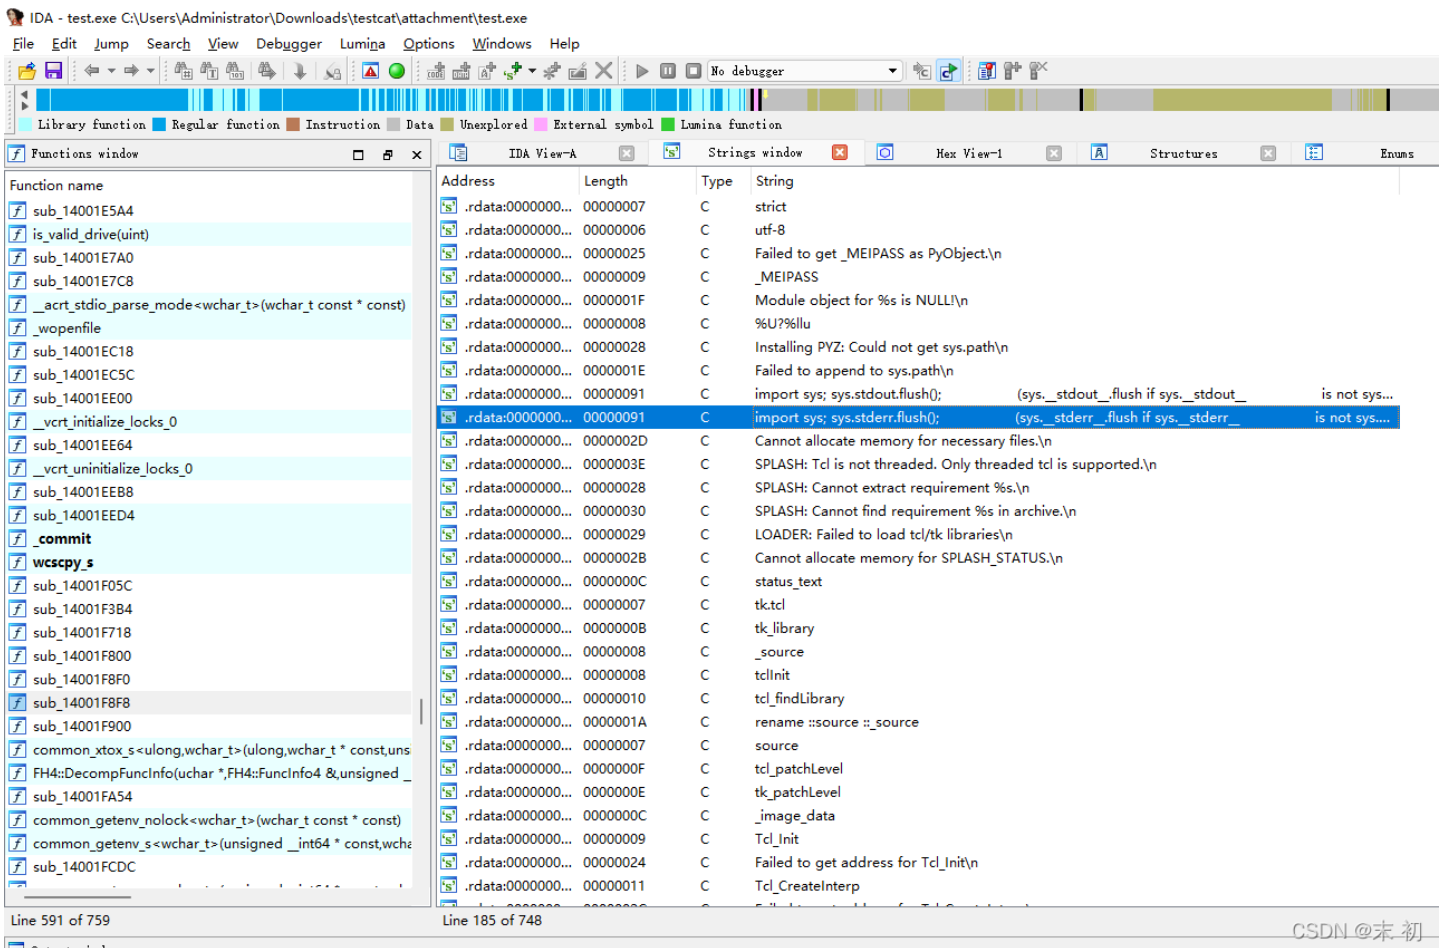 IDA - test.exe C:\Users\Administrator\Downloads\testcat\attachment\test.exe
File Edit Jump Search View Debugger Lumina Options Windows Help
No debugger
Library function Regular function Instruction Data Unexplored External symbol Lumina function
Functions window
IDA View-A Strings window Hex View-1 Structures Enums
Function name
sub_14001E5A4
is_valid_drive(uint)
sub_14001E7A0
sub_14001E7C8
__acrt_stdio_parse_mode<wchar_t>(wchar_t const * const)
_wopenfile
sub_14001EC18
sub_14001EC5C
sub_14001EE00
__vcrt_initialize_locks_0
sub_14001EE64
__vcrt_uninitialize_locks_0
sub_14001EEB8
sub_14001EED4
_commit
wcscpy_s
sub_14001F05C
sub_14001F3B4
sub_14001F718
sub_14001F800
sub_14001F8F0
sub_14001F8F8
sub_14001F900
common_xtox_s<ulong,wchar_t>(ulong,wchar_t * const,uns
FH4::DecompFuncInfo(uchar *,FH4::FuncInfo4 &,unsigned _
sub_14001FA54
common_getenv_nolock<wchar_t>(wchar_t const * const)
common_getenv_s<wchar_t>(unsigned __int64 * const,wcha
sub_14001FCDC
Line 591 of 759
Address Length Type String
.rdata:0000000... 00000007 C strict
.rdata:0000000... 00000006 C utf-8
.rdata:0000000... 00000025 C Failed to get _MEIPASS as PyObject.\n
.rdata:0000000... 00000009 C _MEIPASS
.rdata:0000000... 0000001F C Module object for %s is NULL!\n
.rdata:0000000... 00000008 C %U?%llu
.rdata:0000000... 00000028 C Installing PYZ: Could not get sys.path\n
.rdata:0000000... 0000001E C Failed to append to sys.path\n
.rdata:0000000... 00000091 C import sys; sys.stdout.flush(); (sys.__stdout__.flush if sys.__stdout__ is not sys...
.rdata:0000000... 00000091 C import sys; sys.stderr.flush(); (sys.__stderr__.flush if sys.__stderr__ is not sys....
.rdata:0000000... 0000002D C Cannot allocate memory for necessary files.\n
.rdata:0000000... 0000003E C SPLASH: Tcl is not threaded. Only threaded tcl is supported.\n
.rdata:0000000... 00000028 C SPLASH: Cannot extract requirement %s.\n
.rdata:0000000... 00000030 C SPLASH: Cannot find requirement %s in archive.\n
.rdata:0000000... 00000029 C LOADER: Failed to load tcl/tk libraries\n
.rdata:0000000... 0000002B C Cannot allocate memory for SPLASH_STATUS.\n
.rdata:0000000... 0000000C C status_text
.rdata:0000000... 00000007 C tk.tcl
.rdata:0000000... 0000000B C tk_library
.rdata:0000000... 00000008 C _source
.rdata:0000000... 00000008 C tclInit
.rdata:0000000... 00000010 C tcl_findLibrary
.rdata:0000000... 0000001A C rename ::source ::_source
.rdata:0000000... 00000007 C source
.rdata:0000000... 0000000F C tcl_patchLevel
.rdata:0000000... 0000000E C tk_patchLevel
.rdata:0000000... 0000000C C _image_data
.rdata:0000000... 00000009 C Tcl_Init
.rdata:0000000... 00000024 C Failed to get address for Tcl_Init\n
.rdata:0000000... 00000011 C Tcl_CreateInterp
Line 185 of 748
CSDN @末 初